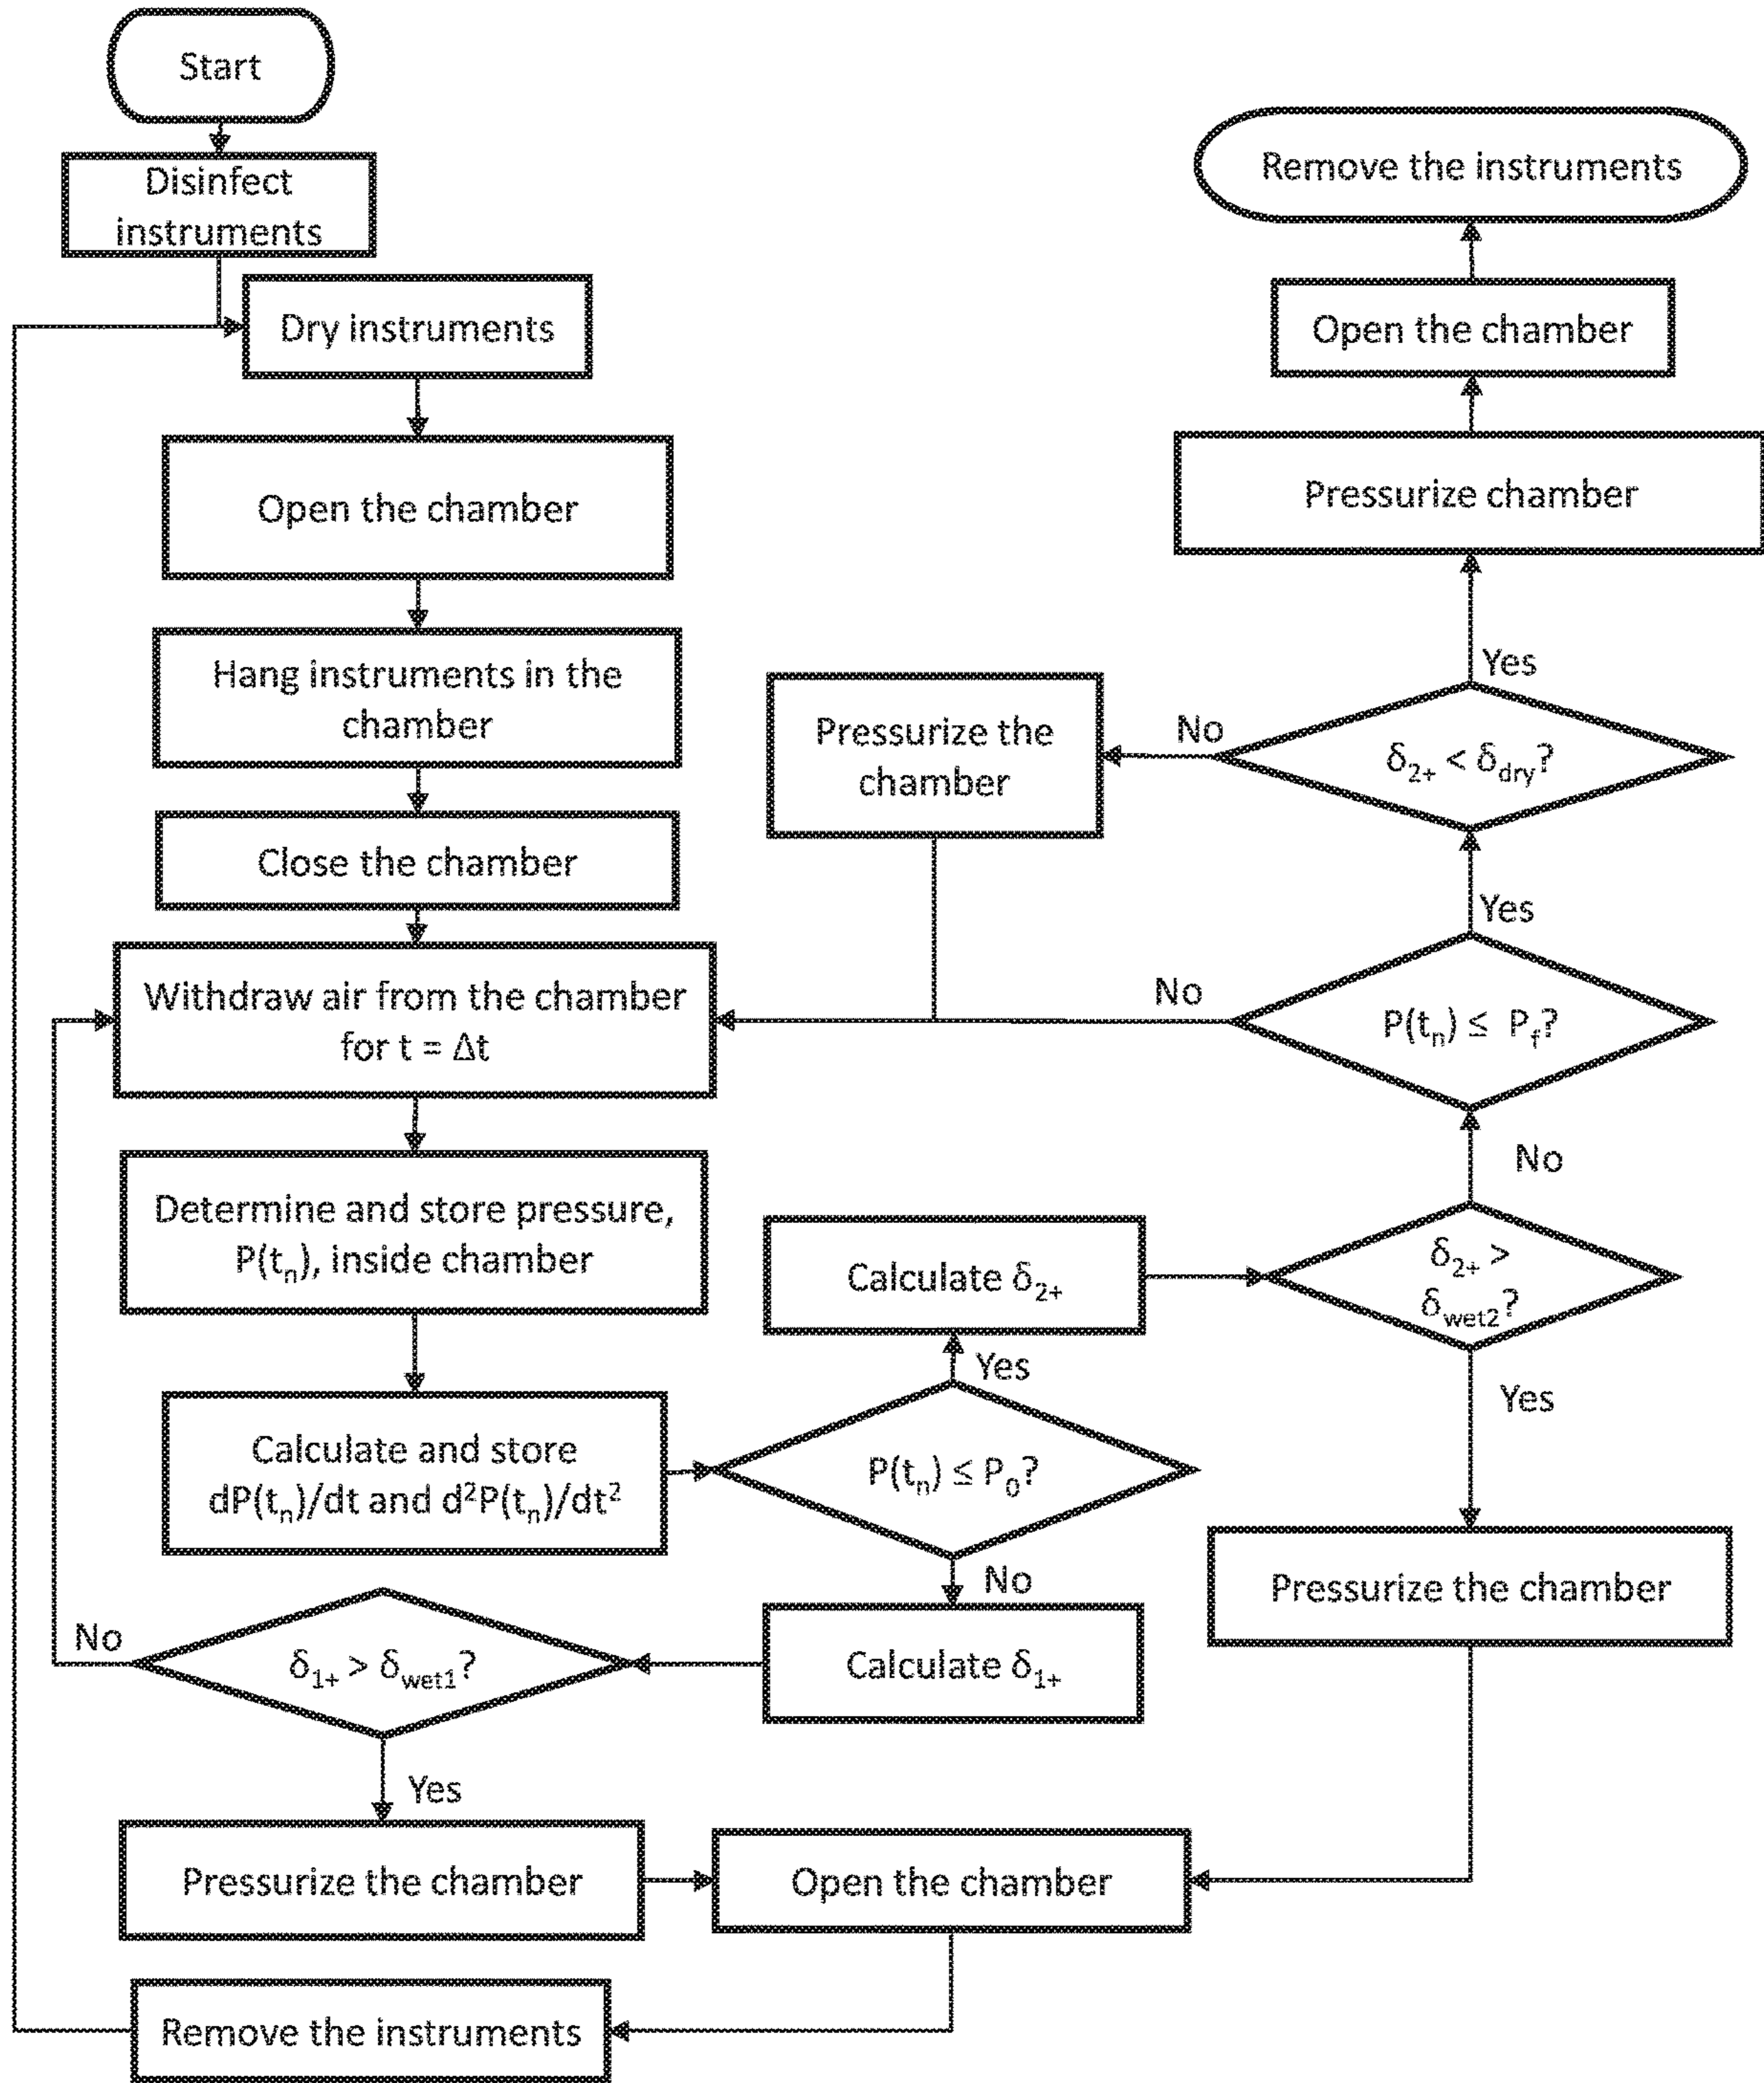 Start
Disinfect
instruments
Dry instruments
Open the chamber
Hang instruments in the
chamber
Close the chamber
Withdraw air from the chamber
for t = Δt
Determine and store pressure,
P(tₙ), inside chamber
Calculate and store
dP(tₙ)/dt and d²P(tₙ)/dt²
P(tₙ) ≤ P₀?
Yes
No
Calculate δ₁₊
δ₁₊ > δwet1?
No
Yes
Pressurize the chamber
Open the chamber
Remove the instruments
Calculate δ₂₊
δ₂₊ >
δwet2?
Yes
Pressurize the chamber
No
P(tₙ) ≤ Pf?
No
Yes
δ₂₊ < δdry?
No
Pressurize the
chamber
Yes
Pressurize chamber
Open the chamber
Remove the instruments